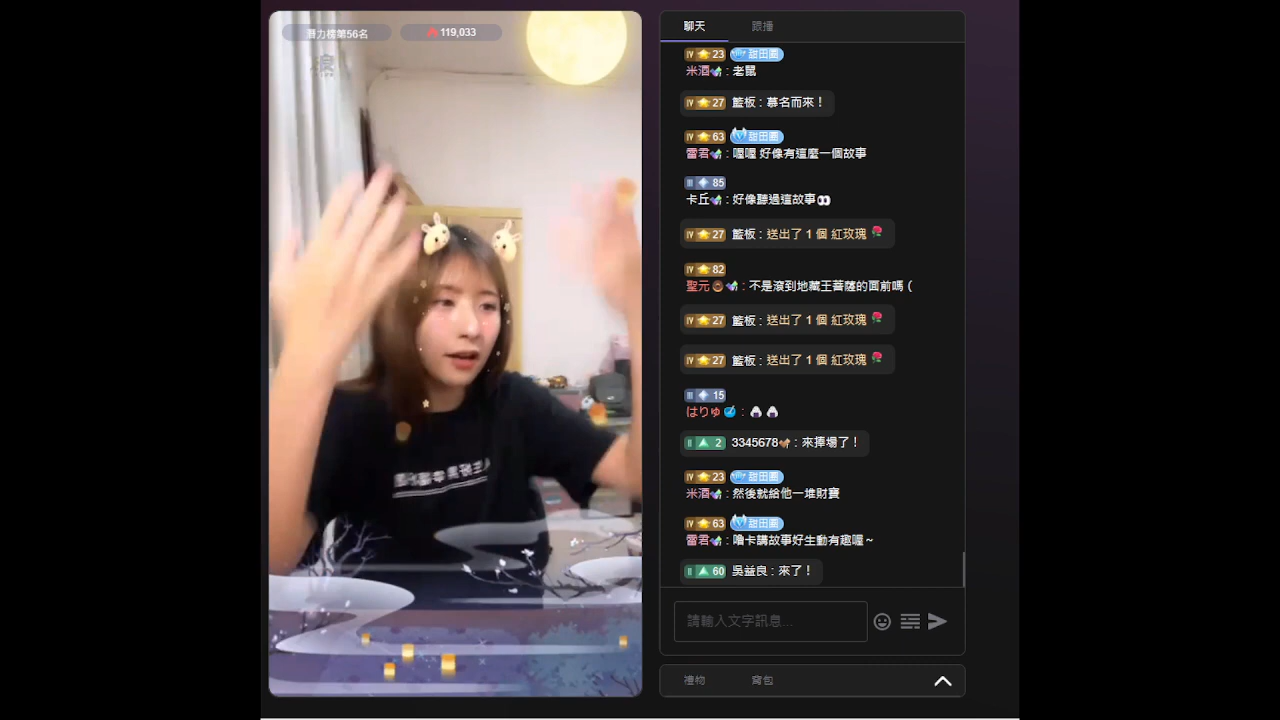 潛力榜第56名
119,033
聊天
跟播
IV 23 甜田圈
米酒：老鼠
IV 27 籃板：慕名而來！
IV 63 甜田圈
雷君：喔喔 好像有這麼一個故事
III 85
卡丘：好像聽過這故事
IV 27 籃板：送出了 1 個 紅玫瑰
IV 82
聖元：不是滾到地藏王菩薩的面前嗎（
IV 27 籃板：送出了 1 個 紅玫瑰
IV 27 籃板：送出了 1 個 紅玫瑰
III 15
はりゅ：
II 2 3345678：來捧場了！
IV 23 甜田圈
米酒：然後就給他一堆財寶
IV 63 甜田圈
雷君：嚕卡講故事好生動有趣喔～
II 60 吳益良：來了！
請輸入文字訊息...
禮物
背包